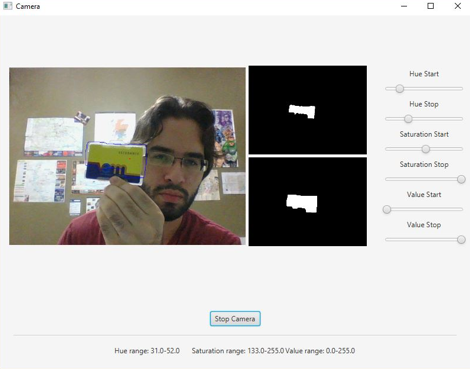 Camera
Hue Start
Hue Stop
Saturation Start
Saturation Stop
Value Start
Value Stop
Stop Camera
Hue range: 31.0-52.0 Saturation range: 133.0-255.0 Value range: 0.0-255.0